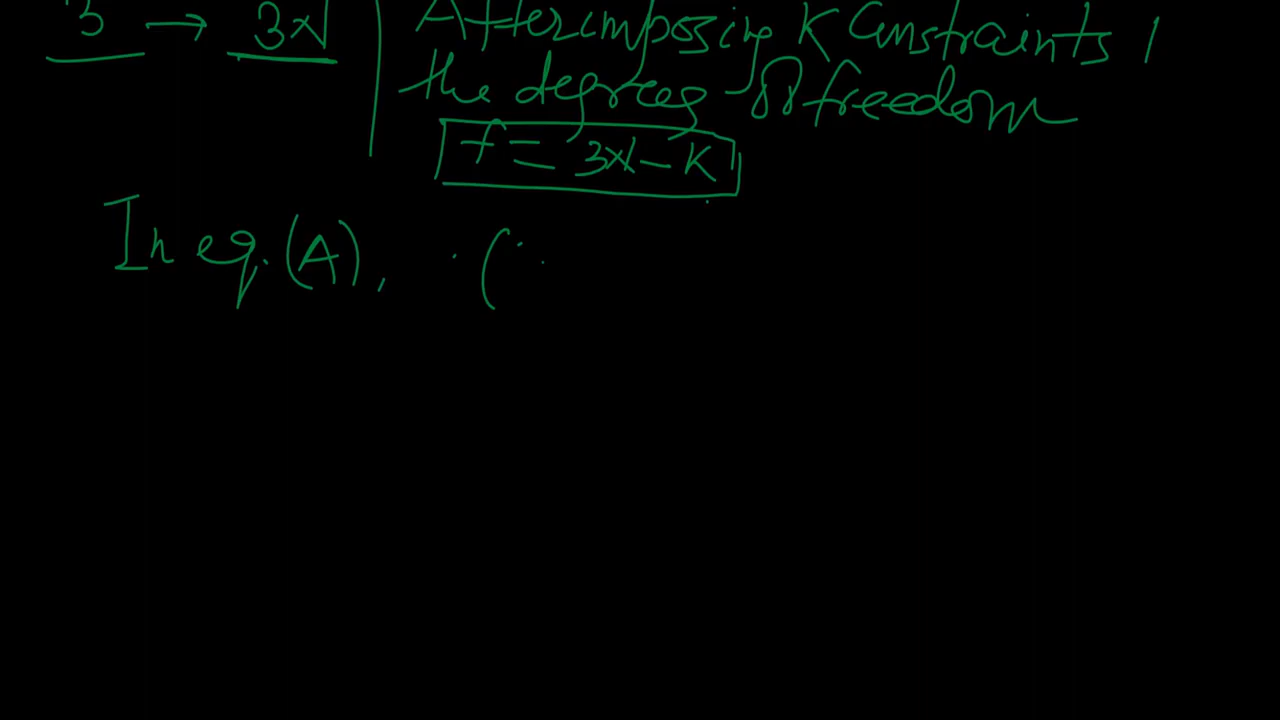 3 → 3N
After imposing K Constraints,
the degrees of freedom
f = 3N - K
In eq. (A), (